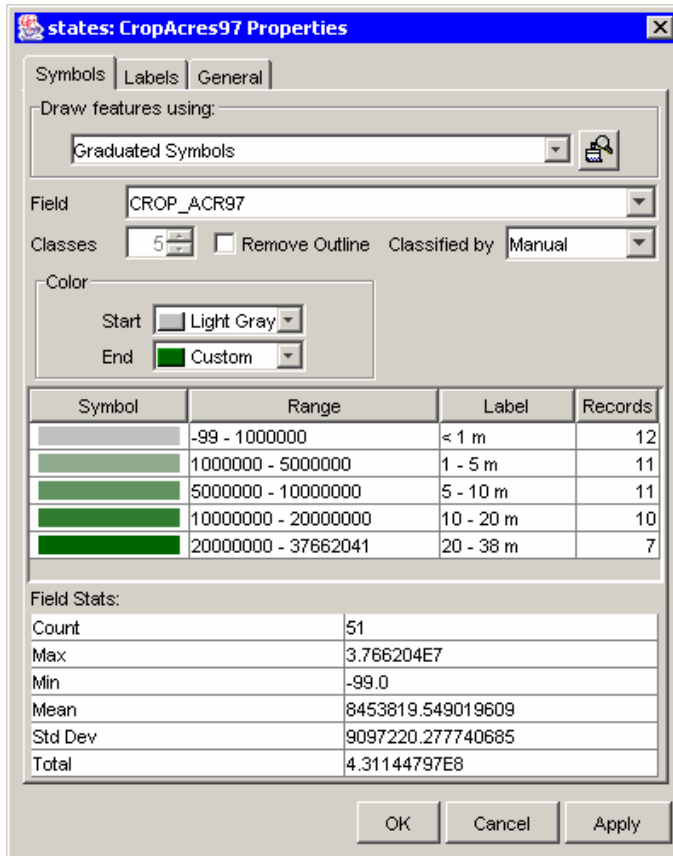 states: CropAcres97 Properties
Symbols Labels General
Draw features using:
Graduated Symbols
Field CROP_ACR97
Classes 5 Remove Outline Classified by Manual
Color
Start Light Gray
End Custom
Symbol Range Label Records
-99 - 1000000 < 1 m 12
1000000 - 5000000 1 - 5 m 11
5000000 - 10000000 5 - 10 m 11
10000000 - 20000000 10 - 20 m 10
20000000 - 37662041 20 - 38 m 7
Field Stats:
Count 51
Max 3.766204E7
Min -99.0
Mean 8453819.549019609
Std Dev 9097220.277740685
Total 4.31144797E8
OK Cancel Apply